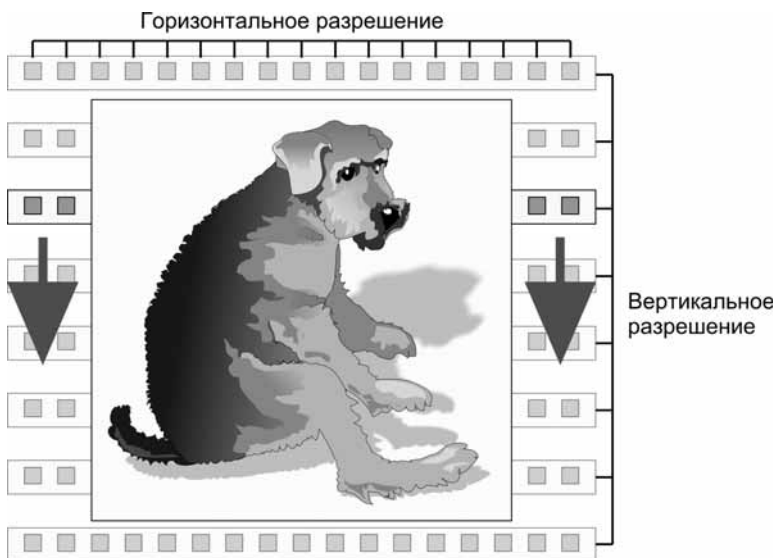 Горизонтальное разрешение
Вертикальное
разрешение